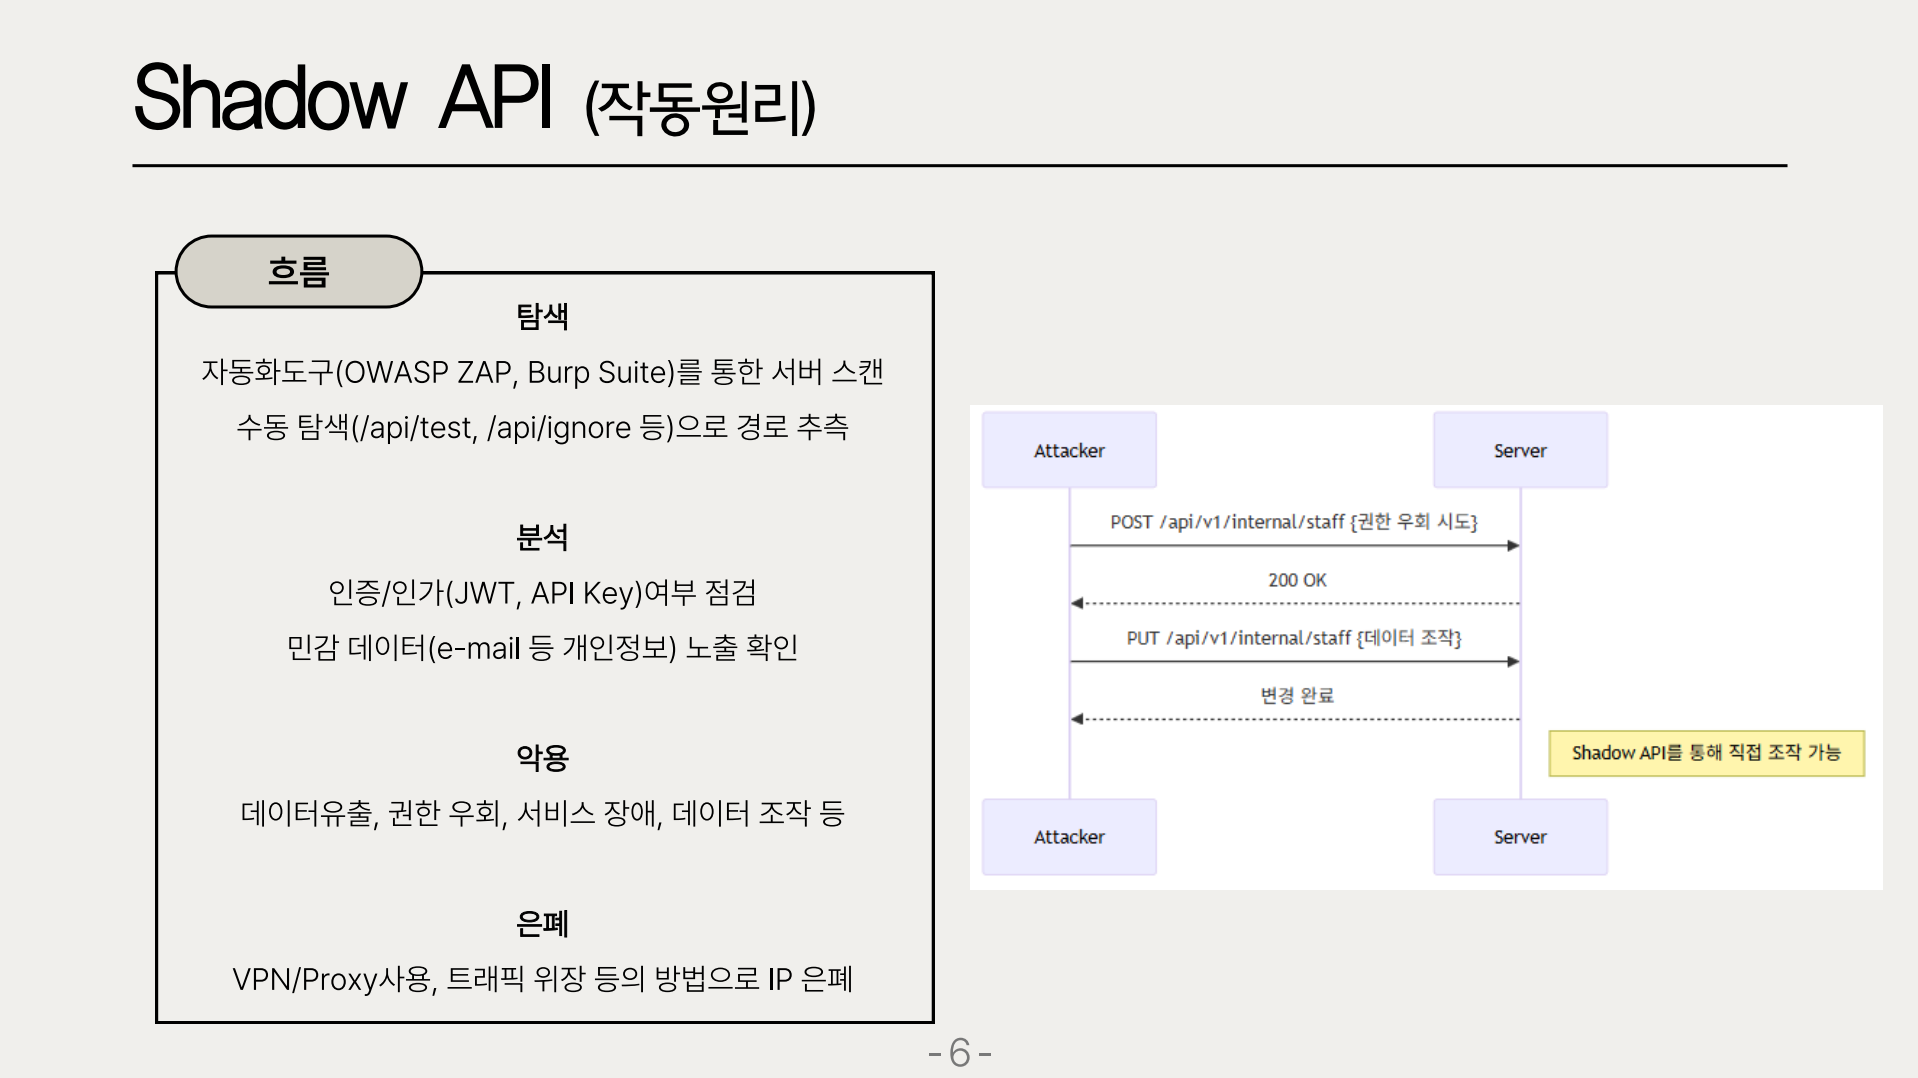 Shadow API (작동원리)
흐름
탐색
자동화도구(OWASP ZAP, Burp Suite)를 통한 서버 스캔
수동 탐색(/api/test, /api/ignore 등)으로 경로 추측
분석
인증/인가(JWT, API Key)여부 점검
민감 데이터(e-mail 등 개인정보) 노출 확인
악용
데이터유출, 권한 우회, 서비스 장애, 데이터 조작 등
은폐
VPN/Proxy사용, 트래픽 위장 등의 방법으로 IP 은폐
Attacker
Server
POST /api/v1/internal/staff {권한 우회 시도}
200 OK
PUT /api/v1/internal/staff {데이터 조작}
변경 완료
Shadow API를 통해 직접 조작 가능
Attacker
Server
-6-